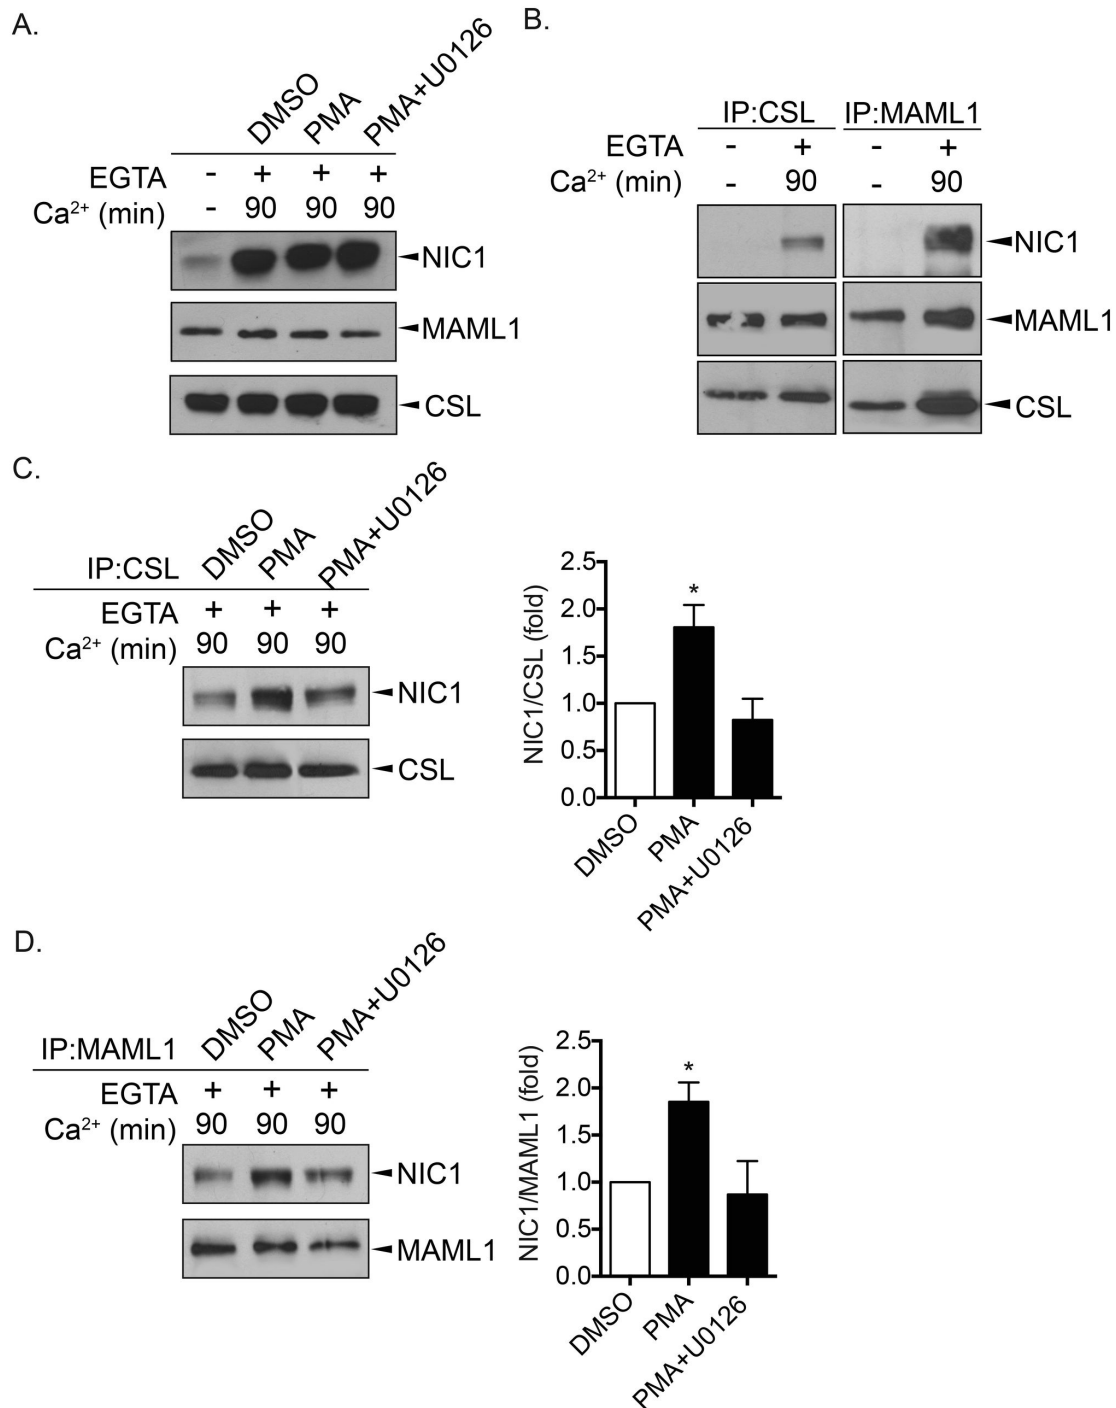 A.
DMSO PMA PMA+U0126
EGTA - + + +
Ca²⁺ (min) - 90 90 90
NIC1
MAML1
CSL
B.
IP:CSL IP:MAML1
EGTA - + - +
Ca²⁺ (min) - 90 - 90
NIC1
MAML1
CSL
C.
IP:CSL DMSO PMA PMA+U0126
EGTA + + +
Ca²⁺ (min) 90 90 90
NIC1
CSL
NIC1/CSL (fold)
2.5
2.0
1.5
1.0
0.5
0.0
*
DMSO PMA PMA+U0126
D.
IP:MAML1 DMSO PMA PMA+U0126
EGTA + + +
Ca²⁺ (min) 90 90 90
NIC1
MAML1
NIC1/MAML1 (fold)
2.5
2.0
1.5
1.0
0.5
0.0
*
DMSO PMA PMA+U0126